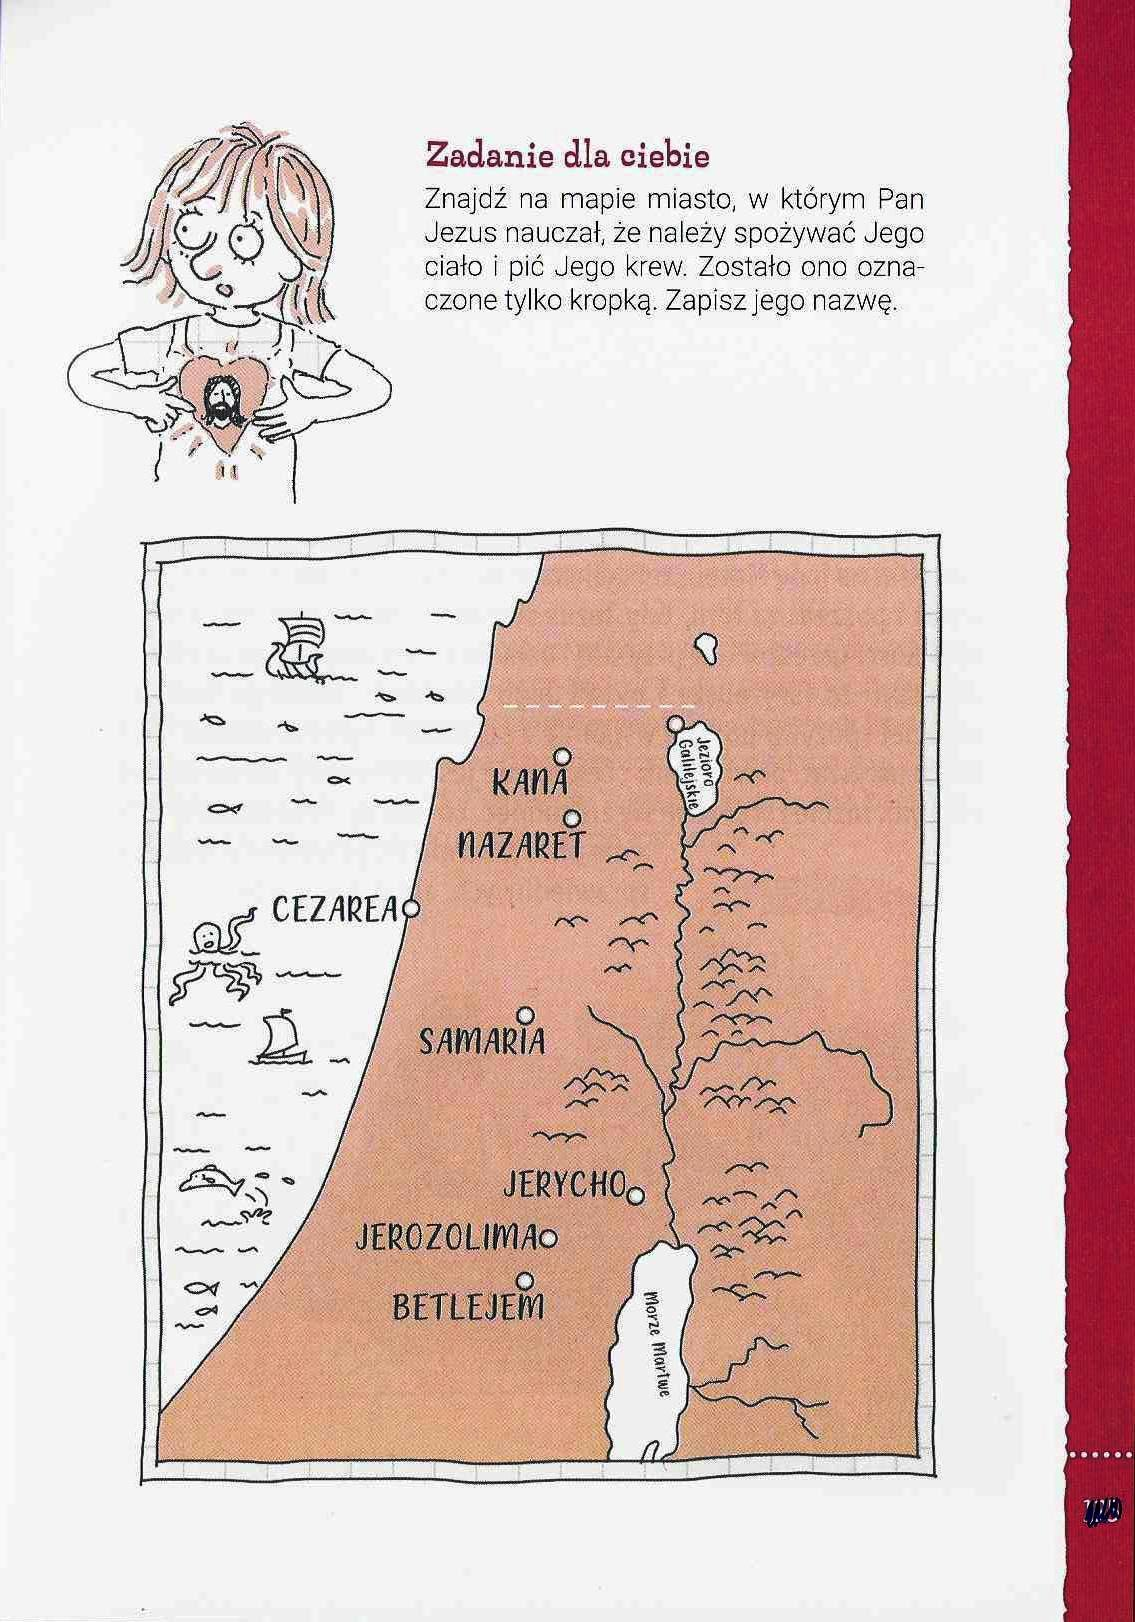 Zadanie dla ciebie
Znajdź na mapie miasto, w którym Pan
Jezus nauczał, że należy spożywać Jego
ciało i pić Jego krew. Zostało ono ozna-
czone tylko kropką. Zapisz jego nazwę.
Jezioro
Galilejskie
KANA
NAZARET
CEZAREA
SAMARIA
JERYCHO
JEROZOLIMA
BETLEJEM
Morze Martwe